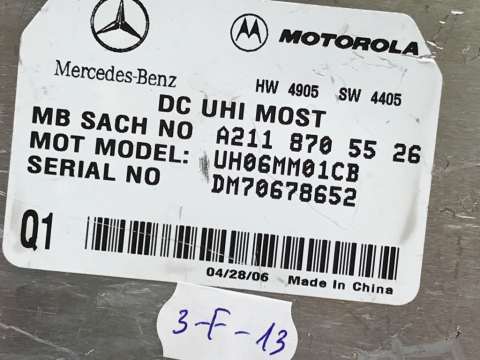 MOTOROLA
Mercedes-Benz
HW 4905 SW 4405
DC UHI MOST
MB SACH NO A211 870 55 26
MOT MODEL: UH06MM01CB
SERIAL NO DM70678652
Q1
04/28/06 Made In China
3-F-13